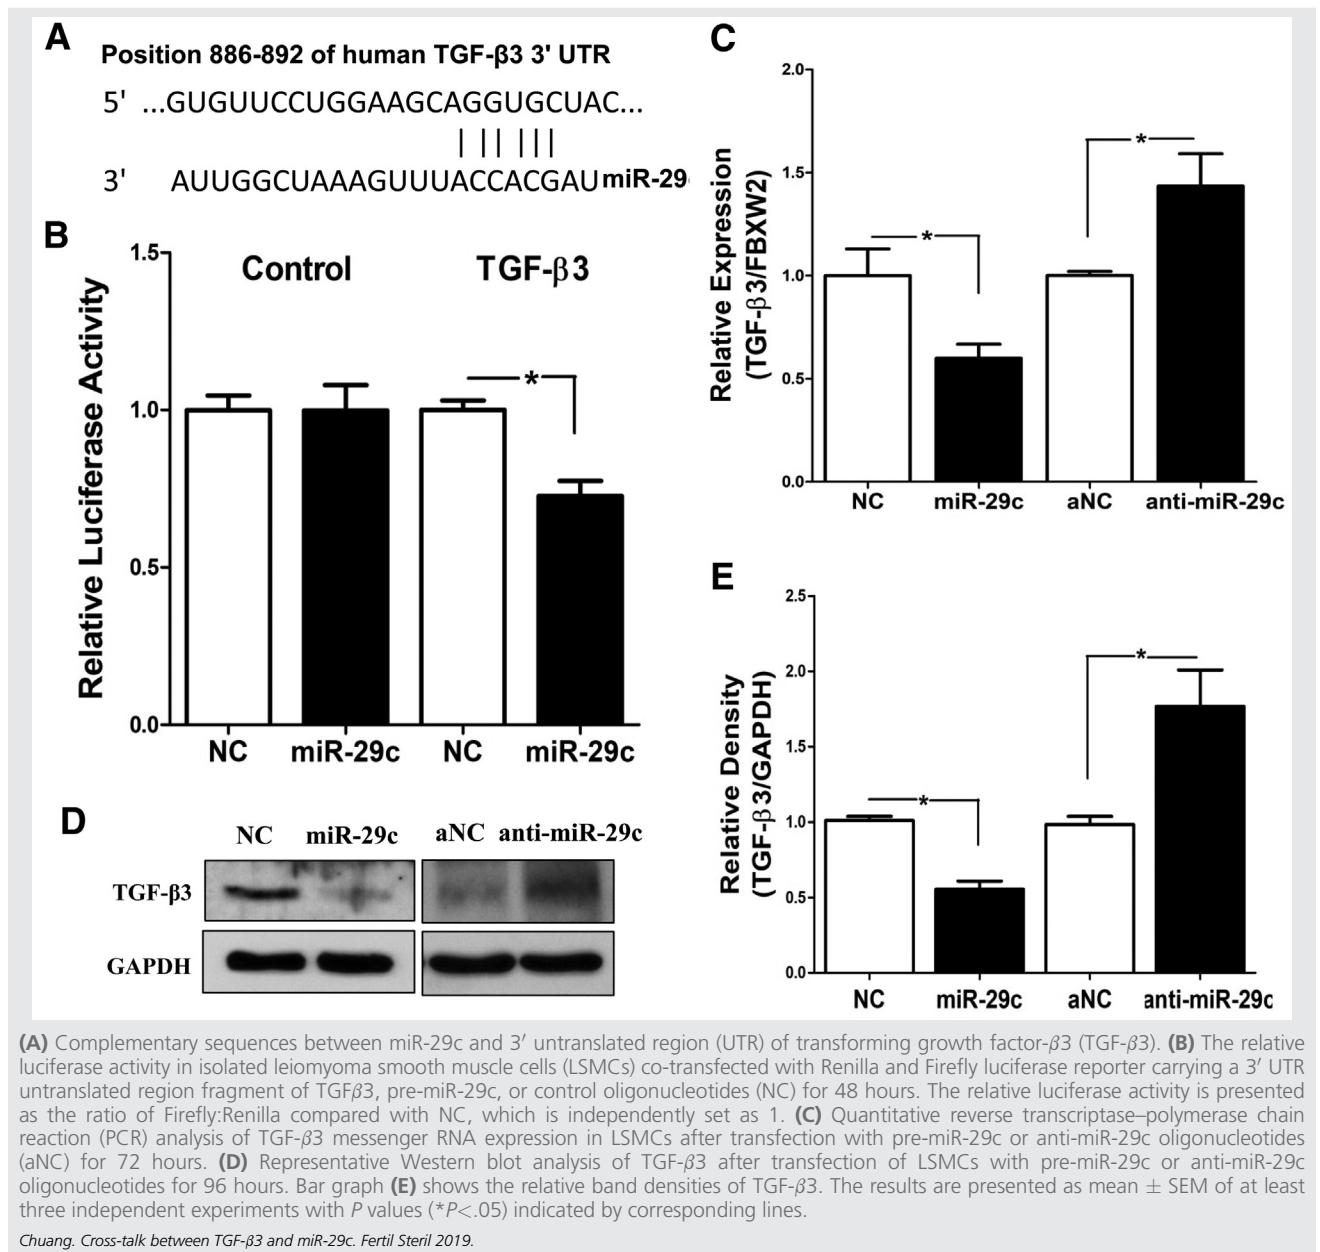 A
Position 886-892 of human TGF-β3 3' UTR
5' ...GUGUUCCUGGAAGCAGGUGCUAC...
3' AUUGGCUAAAGUUUACCACGAU miR-29
B
Relative Luciferase Activity
1.5
1.0
0.5
0.0
Control TGF-β3
*
NC miR-29c NC miR-29c
C
Relative Expression
(TGF-β3/FBXW2)
2.0
1.5
1.0
0.5
0.0
* *
NC miR-29c aNC anti-miR-29c
D
NC miR-29c aNC anti-miR-29c
TGF-β3
GAPDH
E
Relative Density
(TGF-β3/GAPDH)
2.5
2.0
1.5
1.0
0.5
0.0
* *
NC miR-29c aNC anti-miR-29c
(A) Complementary sequences between miR-29c and 3′ untranslated region (UTR) of transforming growth factor-β3 (TGF-β3). (B) The relative
luciferase activity in isolated leiomyoma smooth muscle cells (LSMCs) co-transfected with Renilla and Firefly luciferase reporter carrying a 3′ UTR
untranslated region fragment of TGFβ3, pre-miR-29c, or control oligonucleotides (NC) for 48 hours. The relative luciferase activity is presented
as the ratio of Firefly:Renilla compared with NC, which is independently set as 1. (C) Quantitative reverse transcriptase–polymerase chain
reaction (PCR) analysis of TGF-β3 messenger RNA expression in LSMCs after transfection with pre-miR-29c or anti-miR-29c oligonucleotides
(aNC) for 72 hours. (D) Representative Western blot analysis of TGF-β3 after transfection of LSMCs with pre-miR-29c or anti-miR-29c
oligonucleotides for 96 hours. Bar graph (E) shows the relative band densities of TGF-β3. The results are presented as mean ± SEM of at least
three independent experiments with P values (*P<.05) indicated by corresponding lines.
Chuang. Cross-talk between TGF-β3 and miR-29c. Fertil Steril 2019.